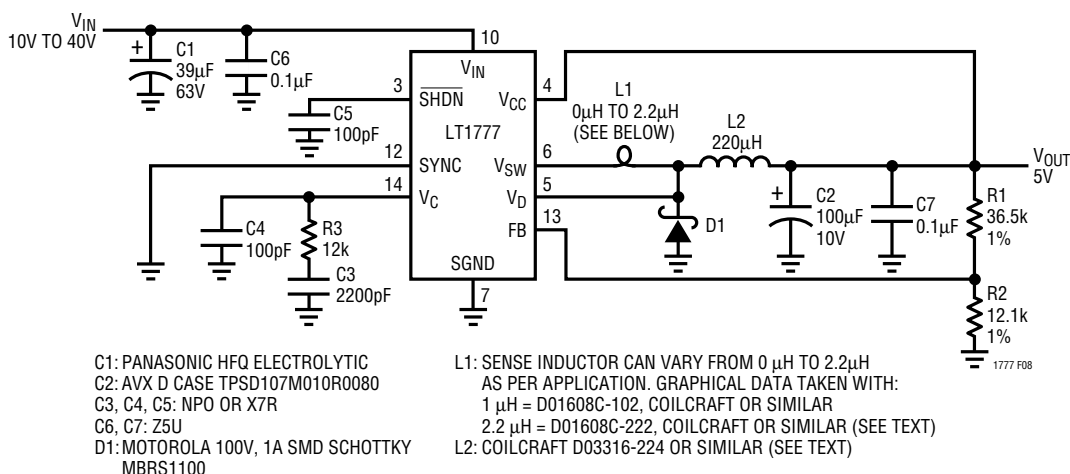 VIN
10V TO 40V
+
C1
39µF
63V
C6
0.1µF
10
VIN
3
SHDN
VCC
4
C5
100pF
LT1777
L1
0µH TO 2.2µH
(SEE BELOW)
L2
220µH
12
SYNC
VSW
6
VOUT
5V
14
VC
VD
5
FB
13
C4
100pF
R3
12k
C3
2200pF
SGND
7
D1
+
C2
100µF
10V
C7
0.1µF
R1
36.5k
1%
R2
12.1k
1%
1777 F08
C1: PANASONIC HFQ ELECTROLYTIC
C2: AVX D CASE TPSD107M010R0080
C3, C4, C5: NPO OR X7R
C6, C7: Z5U
D1: MOTOROLA 100V, 1A SMD SCHOTTKY
MBRS1100
L1: SENSE INDUCTOR CAN VARY FROM 0 µH TO 2.2µH
AS PER APPLICATION. GRAPHICAL DATA TAKEN WITH:
1 µH = D01608C-102, COILCRAFT OR SIMILAR
2.2 µH = D01608C-222, COILCRAFT OR SIMILAR (SEE TEXT)
L2: COILCRAFT D03316-224 OR SIMILAR (SEE TEXT)